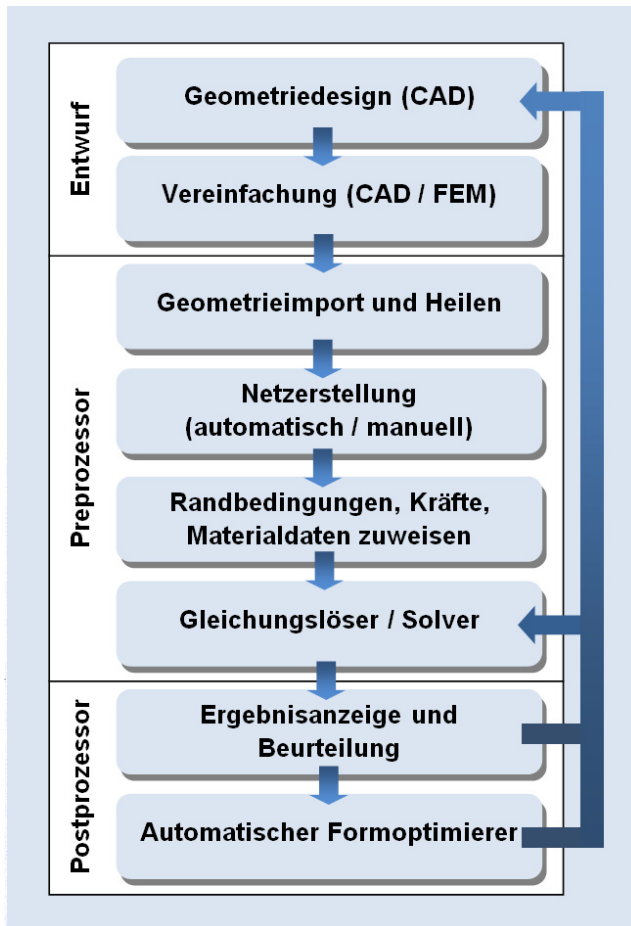 Entwurf
Geometriedesign (CAD)
Vereinfachung (CAD / FEM)
Preprozessor
Geometrieimport und Heilen
Netzerstellung
(automatisch / manuell)
Randbedingungen, Kräfte,
Materialdaten zuweisen
Gleichungslöser / Solver
Postprozessor
Ergebnisanzeige und
Beurteilung
Automatischer Formoptimierer